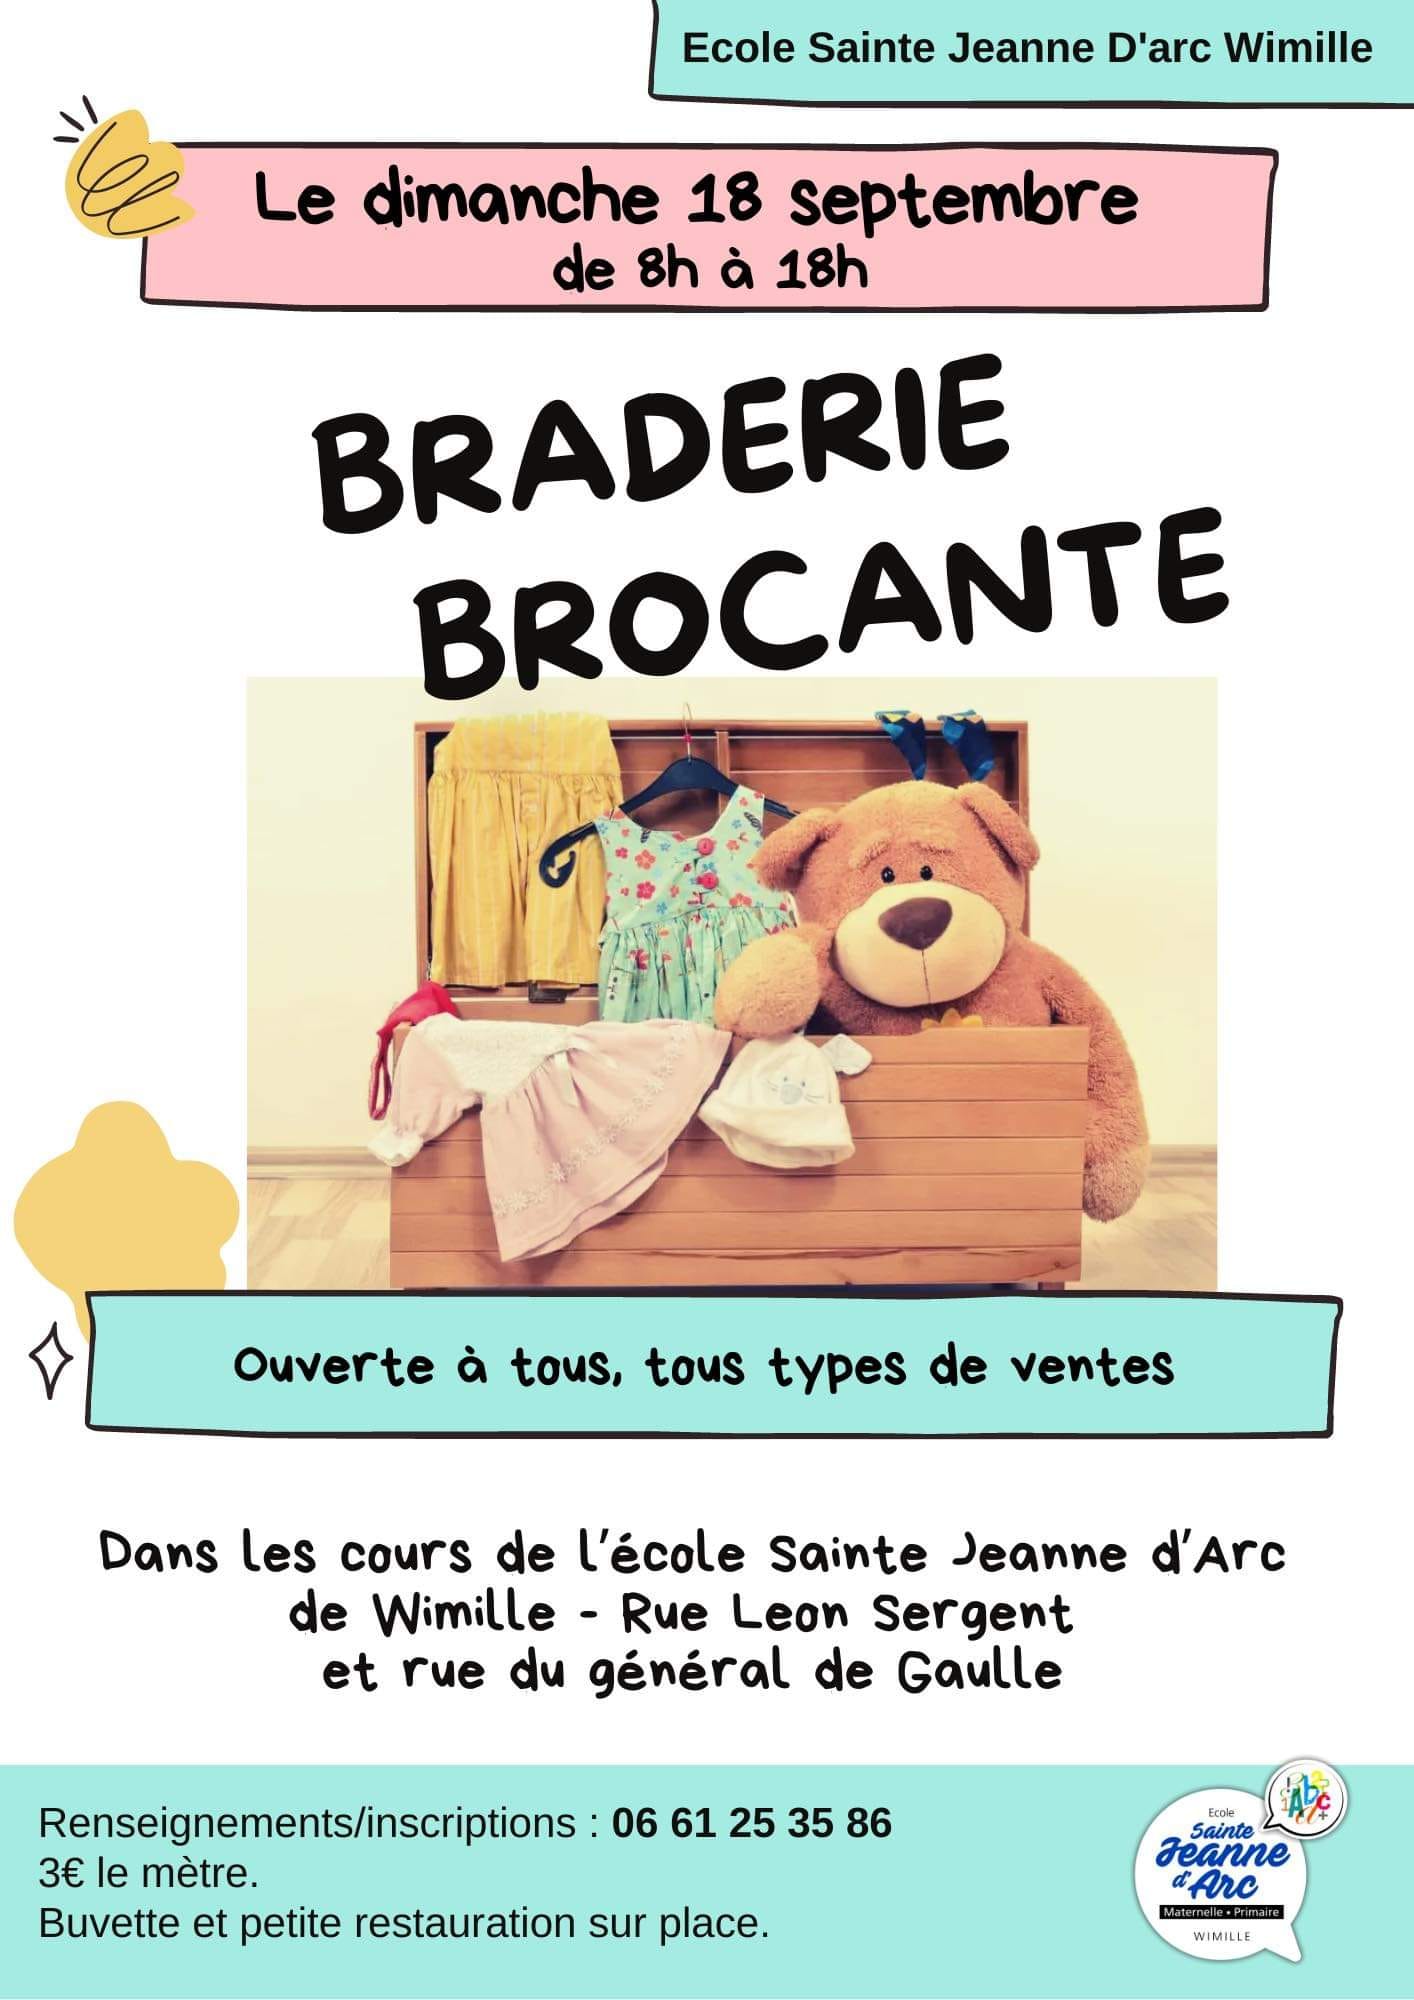 Ecole Sainte Jeanne D'arc Wimille
Le dimanche 18 septembre
de 8h à 18h
BRADERIE
BROCANTE
Ouverte à tous, tous types de ventes
Dans les cours de l'école Sainte Jeanne d'Arc
de Wimille - Rue Leon Sergent
et rue du général de Gaulle
Renseignements/inscriptions : 06 61 25 35 86
3€ le mètre.
Buvette et petite restauration sur place.
Ecole
Sainte
Jeanne
d'Arc
Maternelle • Primaire
WIMILLE